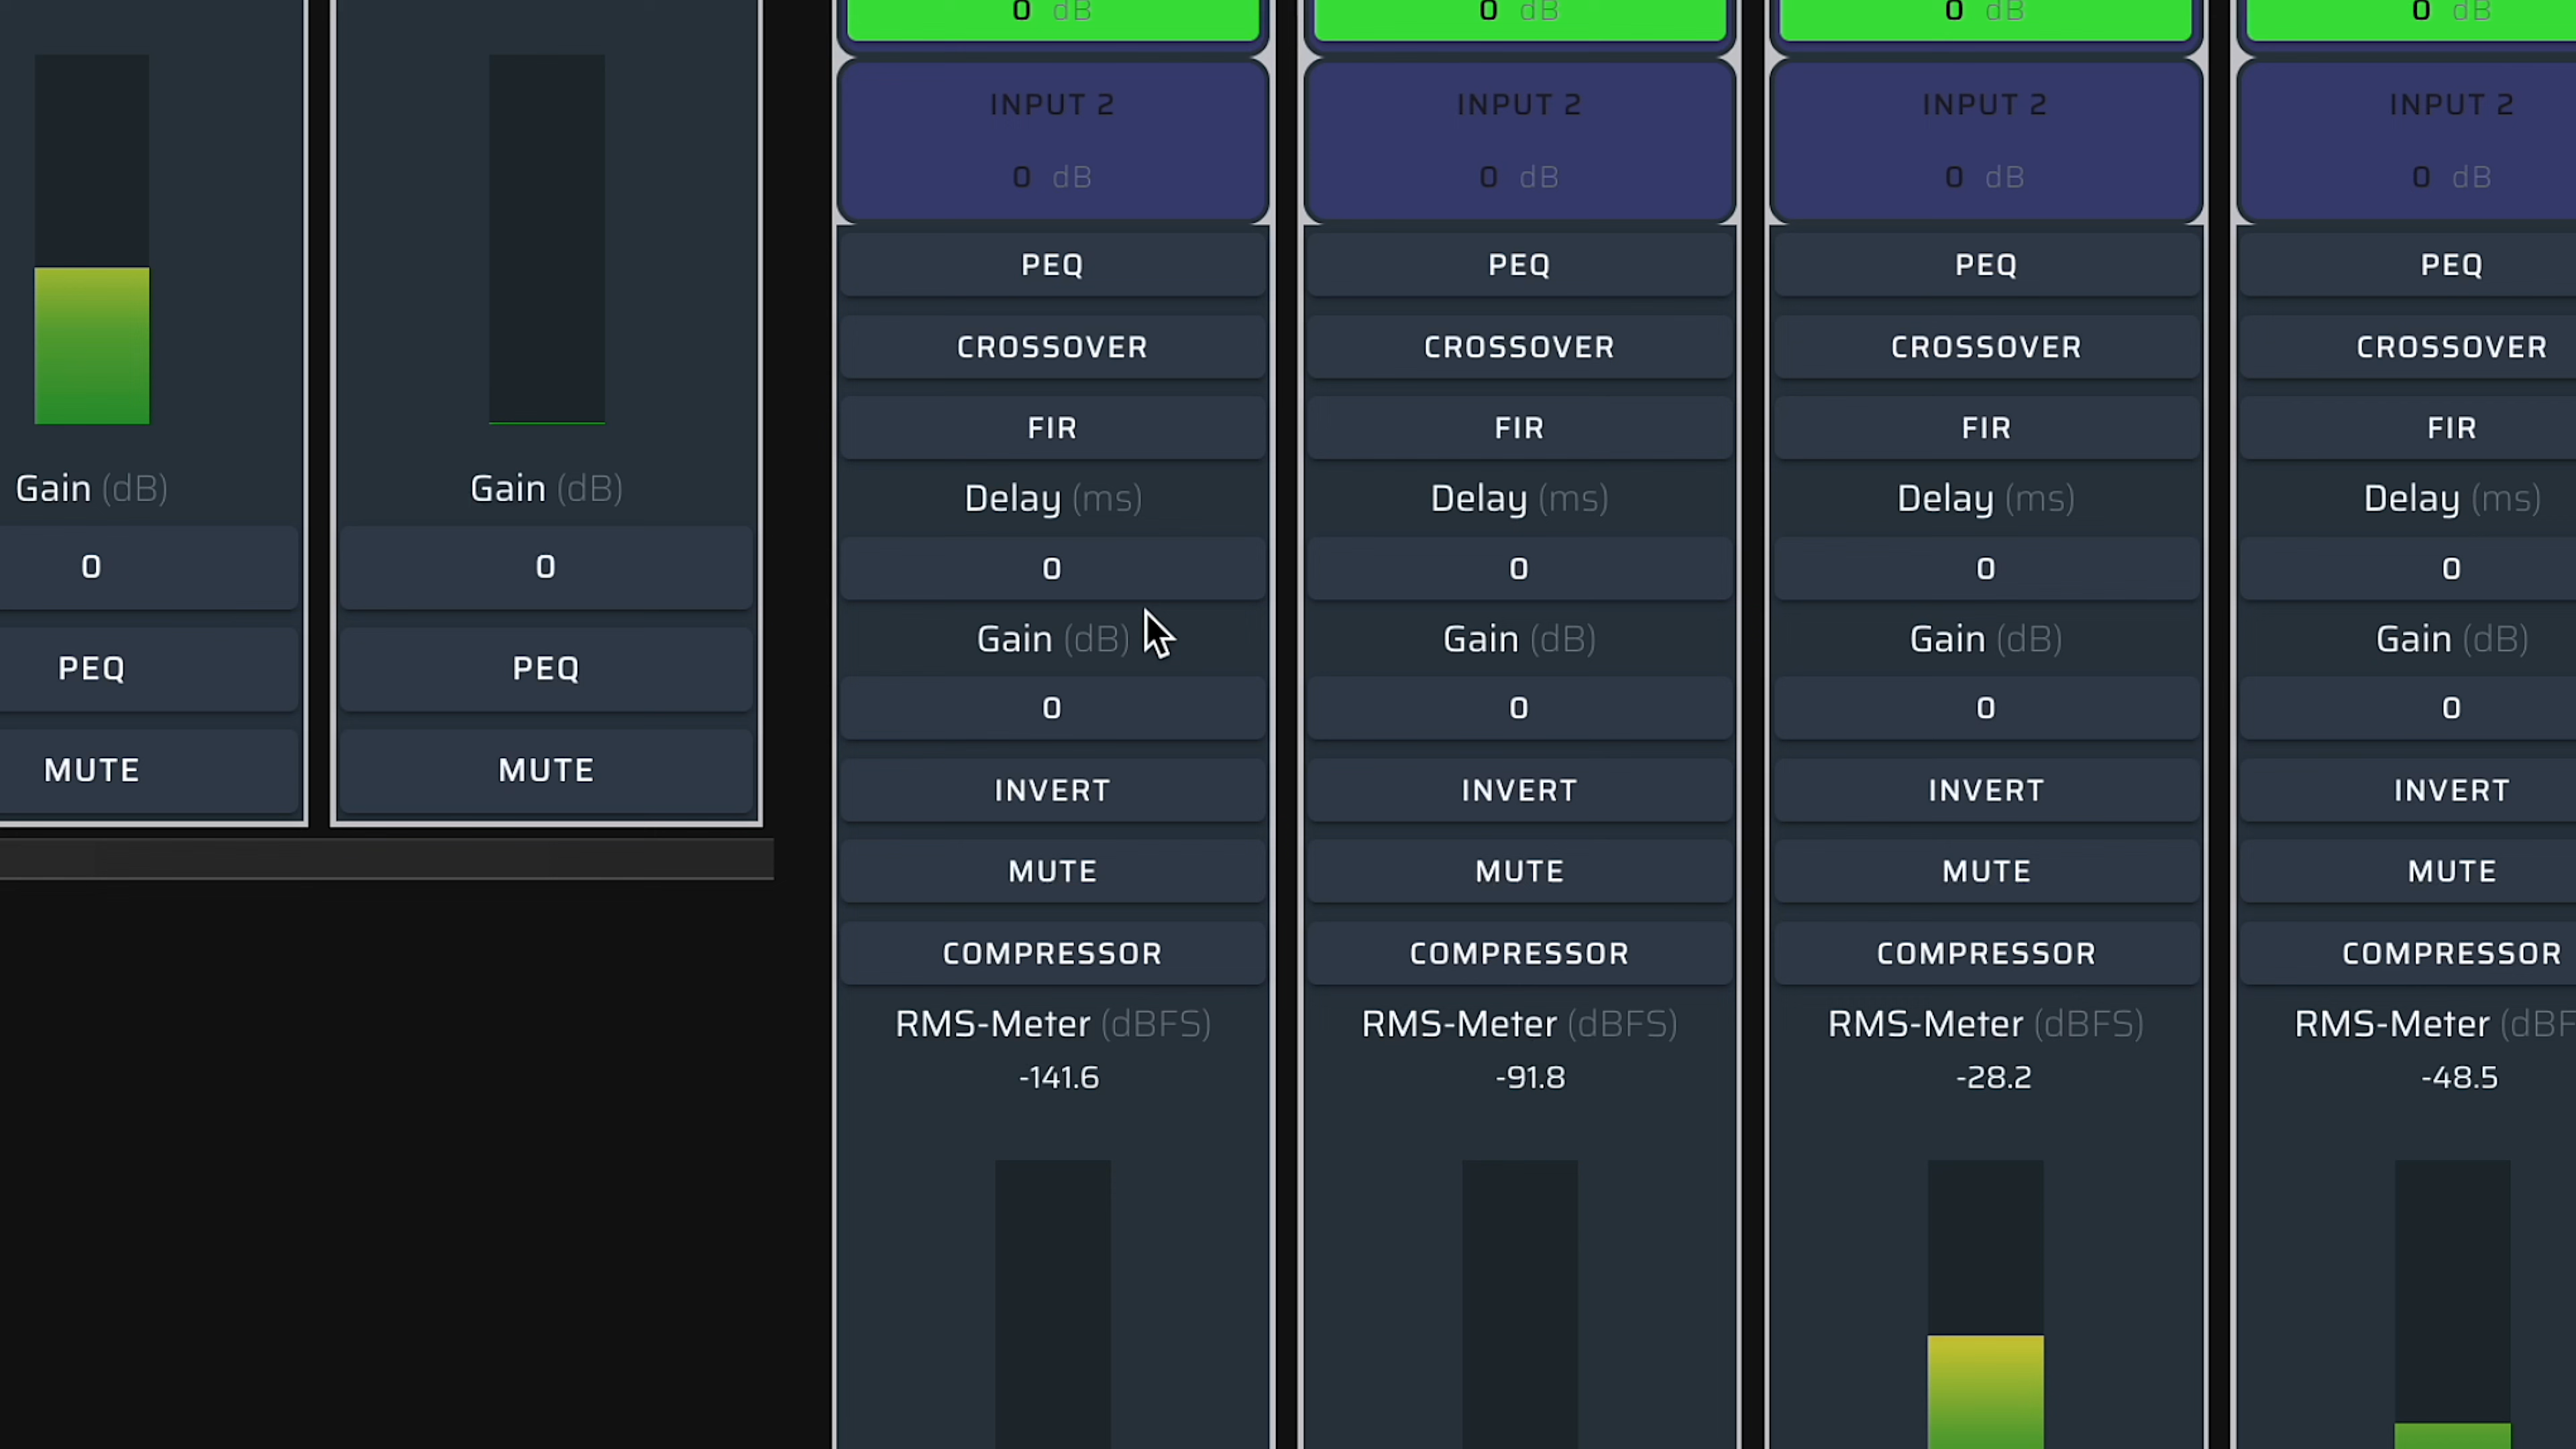 0 dB 0 dB 0 dB 0 dB
INPUT 2 INPUT 2 INPUT 2 INPUT 2
0 dB 0 dB 0 dB 0 dB
PEQ PEQ PEQ PEQ
CROSSOVER CROSSOVER CROSSOVER CROSSOVER
FIR FIR FIR FIR
Gain (dB) Gain (dB) Delay (ms) Delay (ms) Delay (ms) Delay (ms)
0 0 0 0 0 0
Gain (dB) Gain (dB) Gain (dB) Gain (dB)
PEQ PEQ
0 0 0 0
MUTE MUTE INVERT INVERT INVERT INVERT
MUTE MUTE MUTE MUTE
COMPRESSOR COMPRESSOR COMPRESSOR COMPRESSOR
RMS-Meter (dBFS) RMS-Meter (dBFS) RMS-Meter (dBFS) RMS-Meter (dBF
-141.6 -91.8 -28.2 -48.5